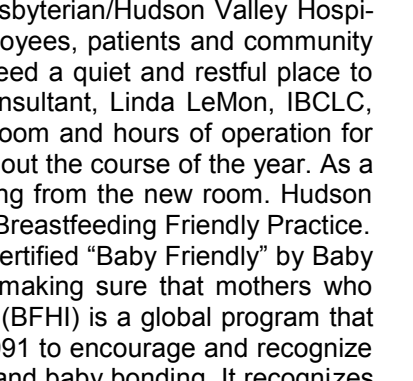 sbyterian/Hudson Valley Hospi-
oyees, patients and community
eed a quiet and restful place to
nsultant, Linda LeMon, IBCLC,
oom and hours of operation for
out the course of the year. As a
ng from the new room. Hudson
Breastfeeding Friendly Practice.
ertified “Baby Friendly” by Baby
making sure that mothers who
(BFHI) is a global program that
991 to encourage and recognize
and baby bonding. It recognizes